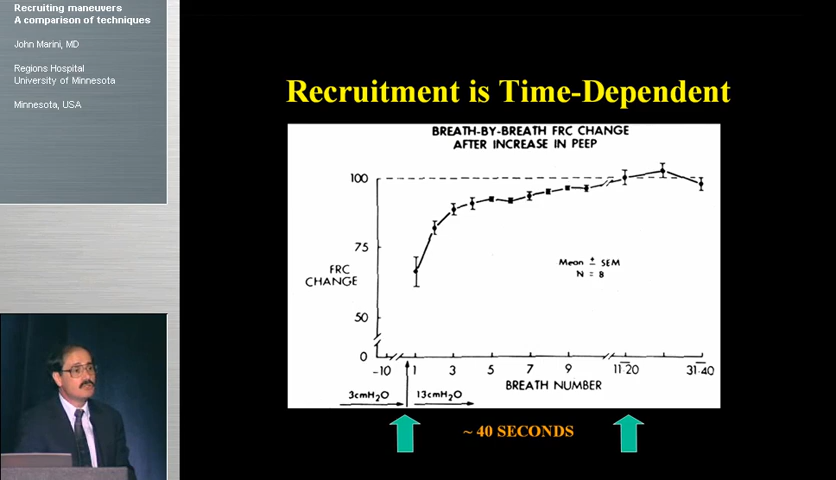 Recruiting maneuvers
A comparison of techniques
John Marini, MD
Regions Hospital
University of Minnesota
Minnesota, USA
Recruitment is Time-Dependent
BREATH-BY-BREATH FRC CHANGE
AFTER INCREASE IN PEEP
100
75
FRC
CHANGE
50
0
Mean ± SEM
N = 8
-10 1 3 5 7 9 11-20 31-40
BREATH NUMBER
3cmH₂O 13cmH₂O
~ 40 SECONDS